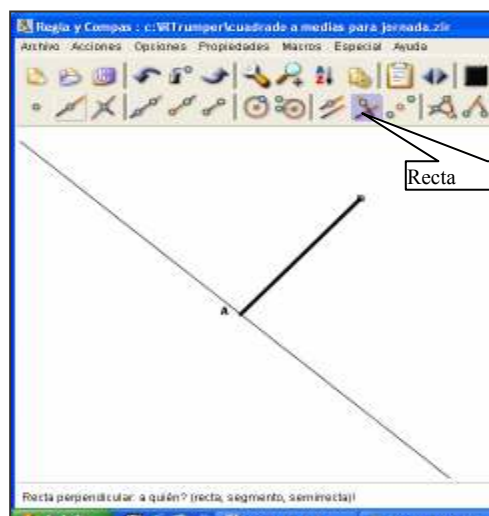 Regla y Compas : c:\RTrumper\cuadrado a medias para jornada.zir
Archivo Acciones Opciones Propiedades Macros Especial Ayuda
Recta
A
Recta perpendicular: a quién? (recta, segmento, semirrecta)!